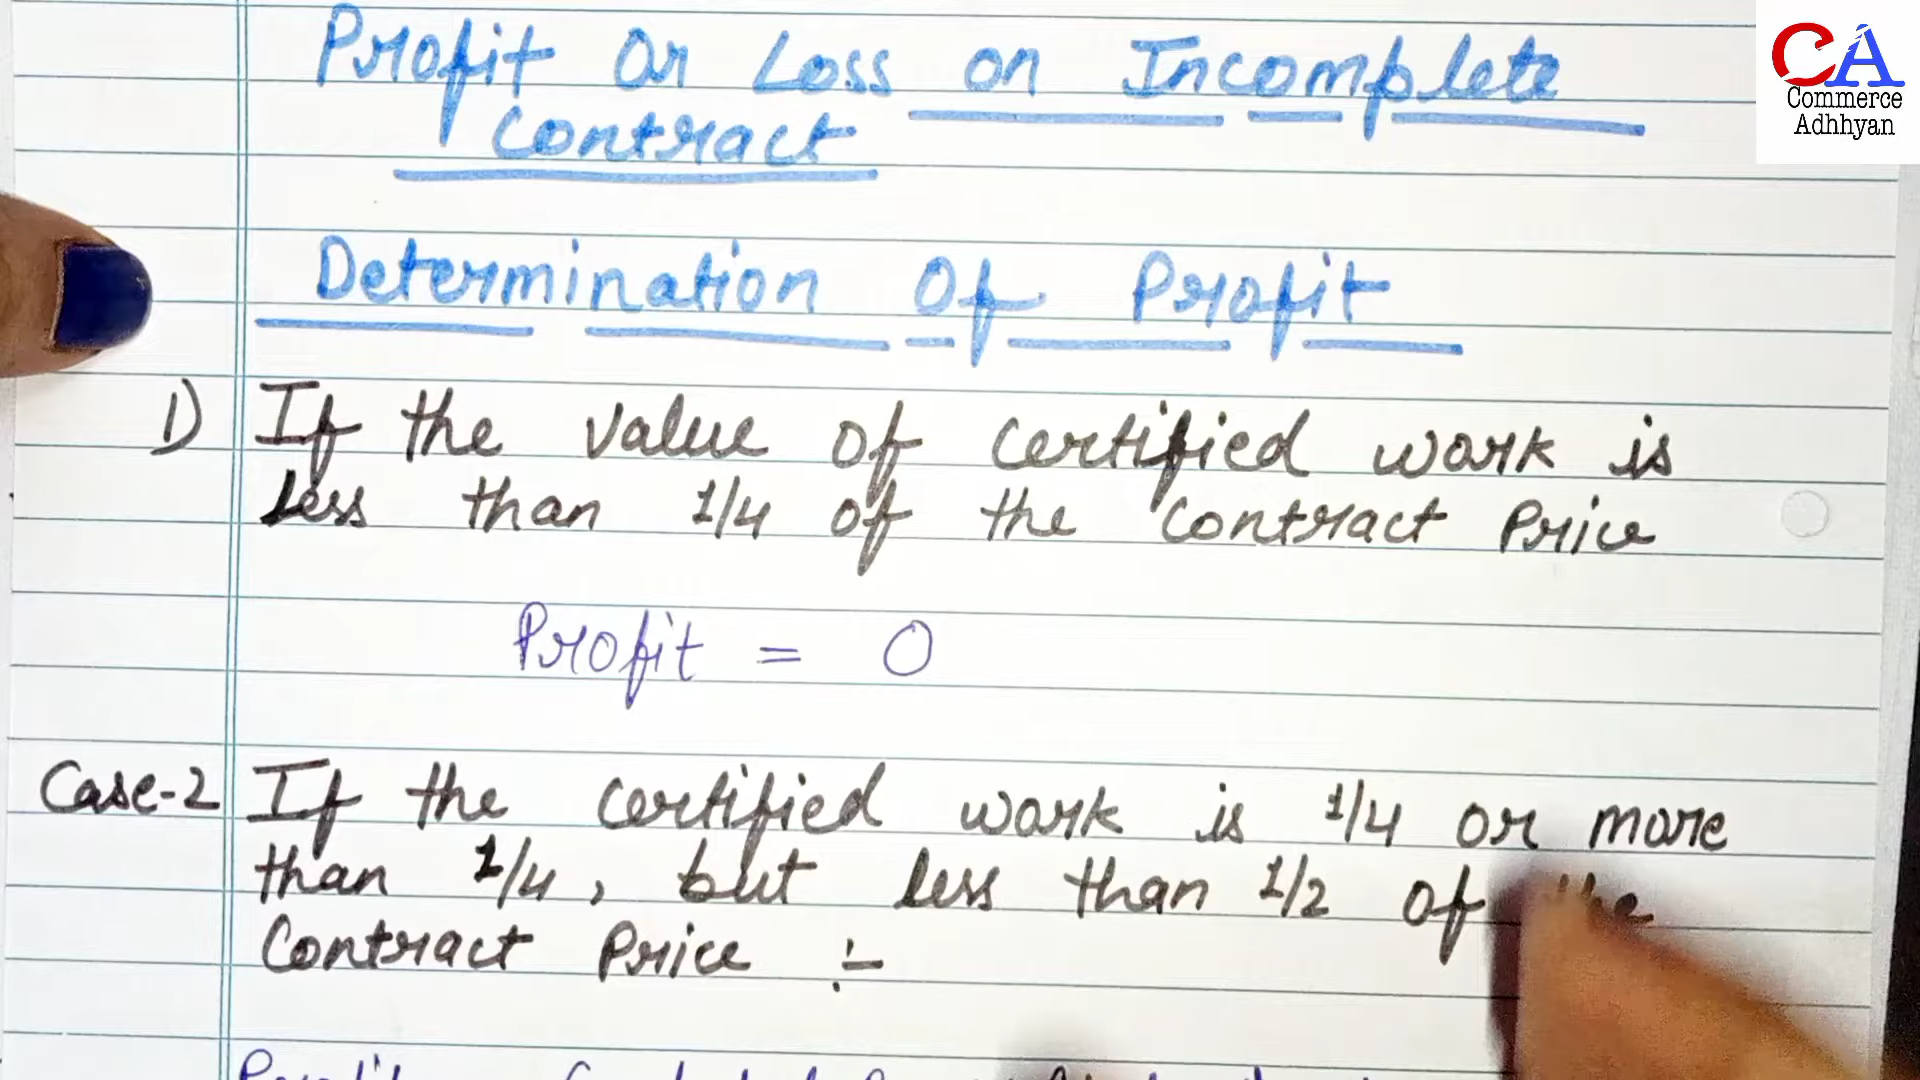 Profit Or Loss on Incomplete
Contract
CA
Commerce
Adhhyan
Determination Of Profit
1) If the value of certified work is
less than 1/4 of the Contract Price
Profit = 0
Case-2 If the certified work is 1/4 or more
than 1/4, but less than 1/2 of the
Contract Price :-